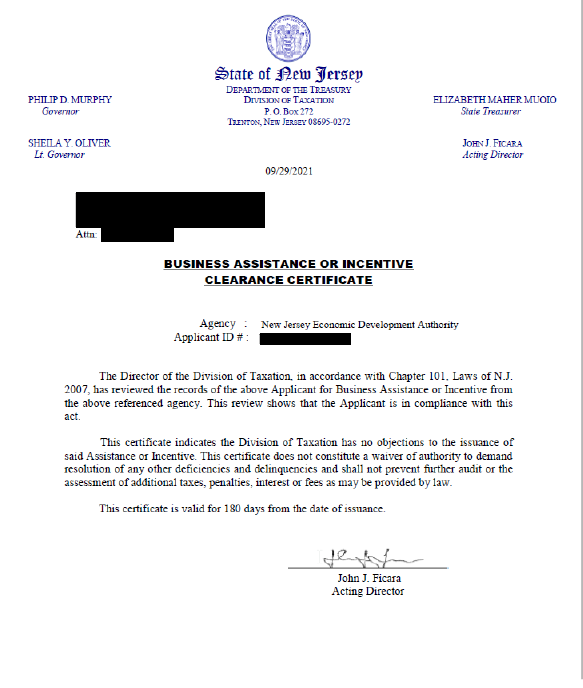 State of New Jersey
DEPARTMENT OF THE TREASURY
DIVISION OF TAXATION
P. O. BOX 272
TRENTON, NEW JERSEY 08695-0272
PHILIP D. MURPHY
Governor
SHEILA Y. OLIVER
Lt. Governor
ELIZABETH MAHER MUOIO
State Treasurer
JOHN J. FICARA
Acting Director
09/29/2021
Attn:
BUSINESS ASSISTANCE OR INCENTIVE
CLEARANCE CERTIFICATE
Agency : New Jersey Economic Development Authority
Applicant ID # :
The Director of the Division of Taxation, in accordance with Chapter 101, Laws of N.J.
2007, has reviewed the records of the above Applicant for Business Assistance or Incentive from
the above referenced agency. This review shows that the Applicant is in compliance with this
act.
This certificate indicates the Division of Taxation has no objections to the issuance of
said Assistance or Incentive. This certificate does not constitute a waiver of authority to demand
resolution of any other deficiencies and delinquencies and shall not prevent further audit or the
assessment of additional taxes, penalties, interest or fees as may be provided by law.
This certificate is valid for 180 days from the date of issuance.
John J. Ficara
Acting Director